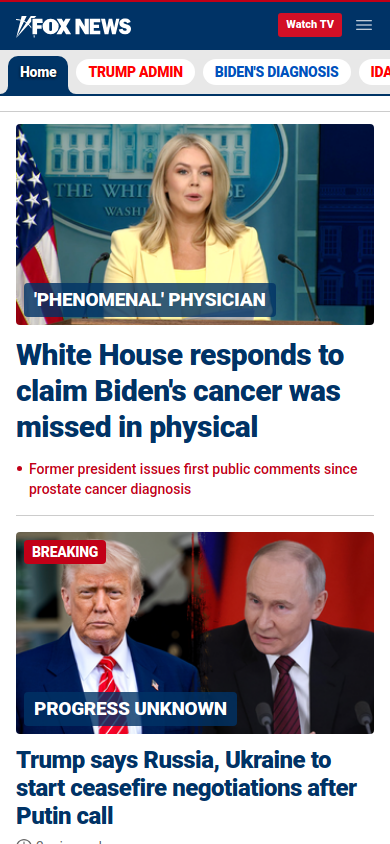 FOX NEWS
Watch TV
Home
TRUMP ADMIN
BIDEN'S DIAGNOSIS
THE WHITE HOUSE
WASH
'PHENOMENAL' PHYSICIAN
White House responds to
claim Biden's cancer was
missed in physical
• Former president issues first public comments since
prostate cancer diagnosis
BREAKING
PROGRESS UNKNOWN
Trump says Russia, Ukraine to
start ceasefire negotiations after
Putin call